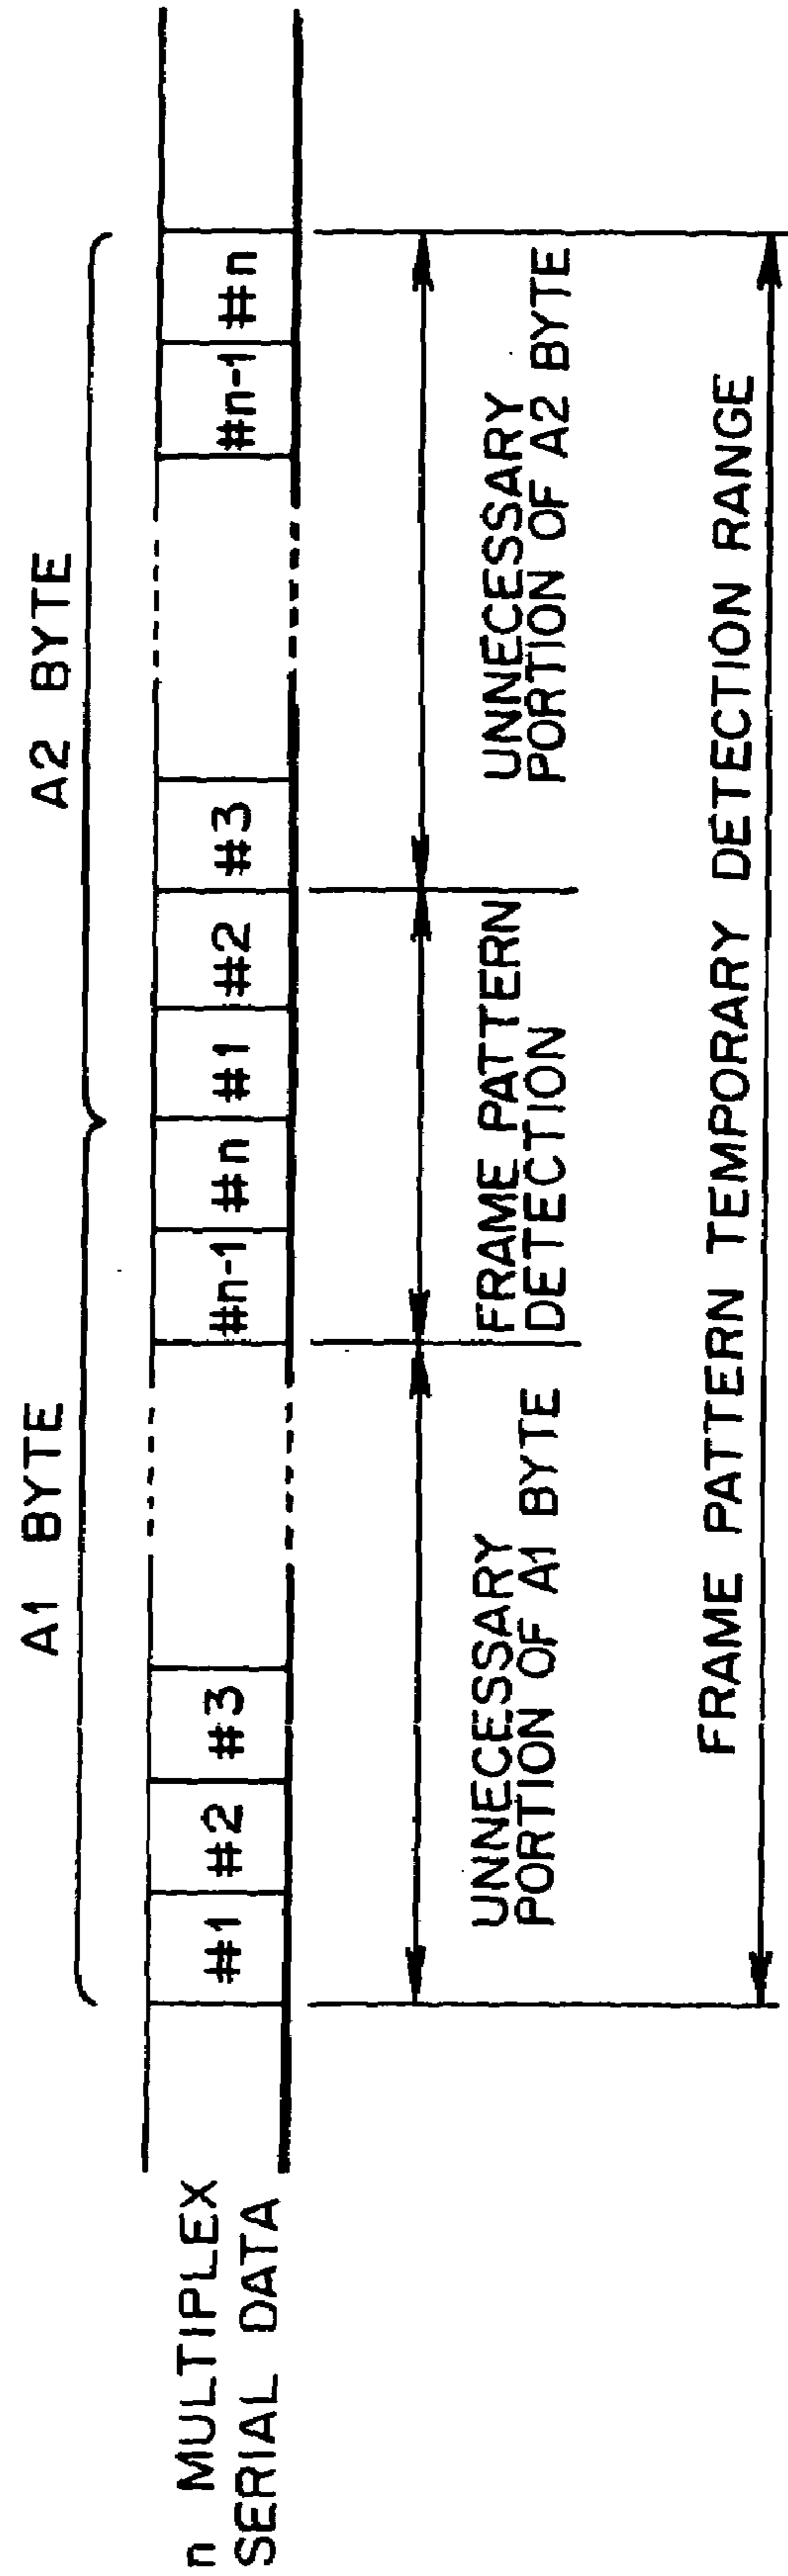 A1 BYTE
A2 BYTE
n MULTIPLEX
SERIAL DATA
#1 #2 #3 #n-1 #n #1 #2 #3 #n-1 #n
UNNECESSARY
PORTION OF A1 BYTE
FRAME PATTERN
DETECTION
UNNECESSARY
PORTION OF A2 BYTE
FRAME PATTERN TEMPORARY DETECTION RANGE